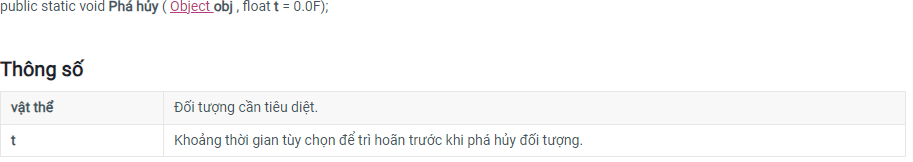 public static void Phá hủy ( Object obj , float t = 0.0F);
Thông số
vật thể Đối tượng cần tiêu diệt.
t Khoảng thời gian tùy chọn để trì hoãn trước khi phá hủy đối tượng.